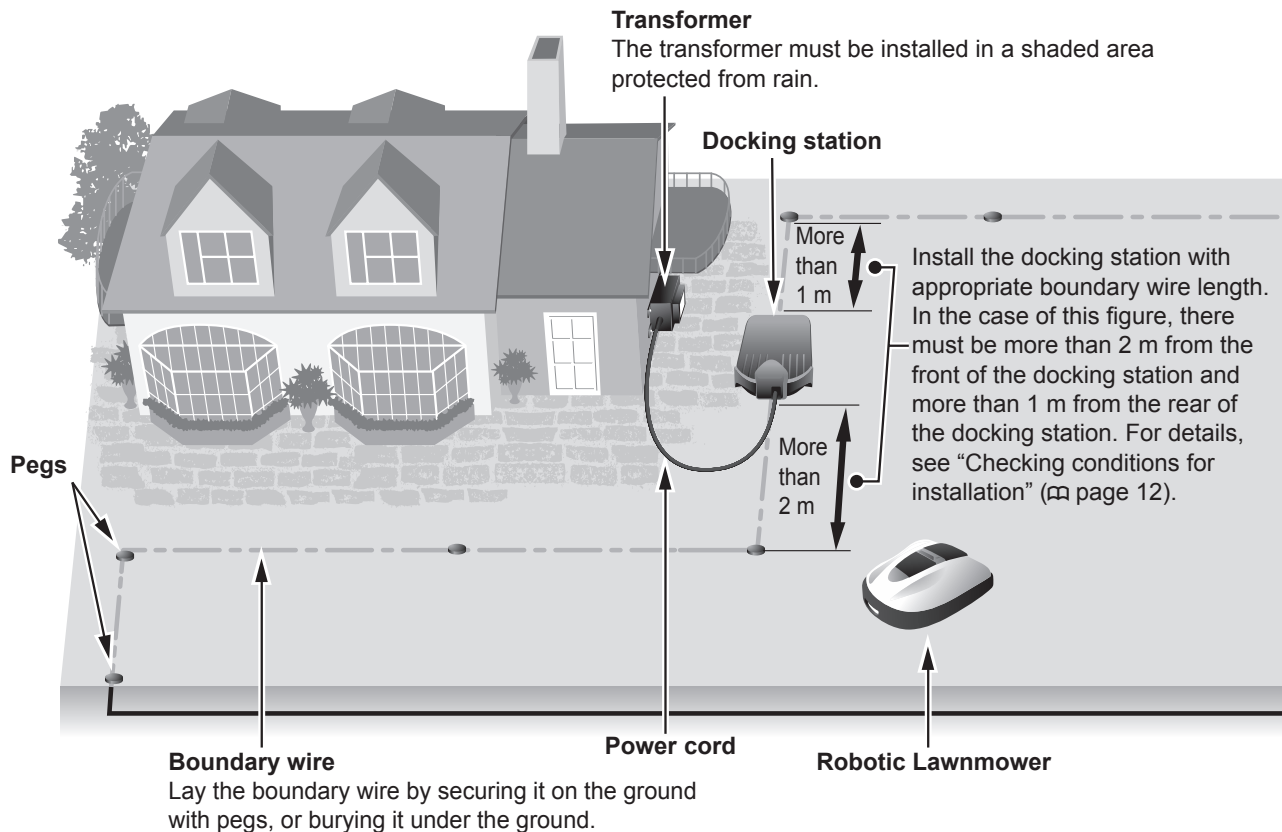 Transformer
The transformer must be installed in a shaded area
protected from rain.
Docking station
More
than
1 m
Install the docking station with
appropriate boundary wire length.
In the case of this figure, there
must be more than 2 m from the
front of the docking station and
more than 1 m from the rear of
the docking station. For details,
see “Checking conditions for
installation” (📖 page 12).
More
than
2 m
Pegs
Power cord
Robotic Lawnmower
Boundary wire
Lay the boundary wire by securing it on the ground
with pegs, or burying it under the ground.